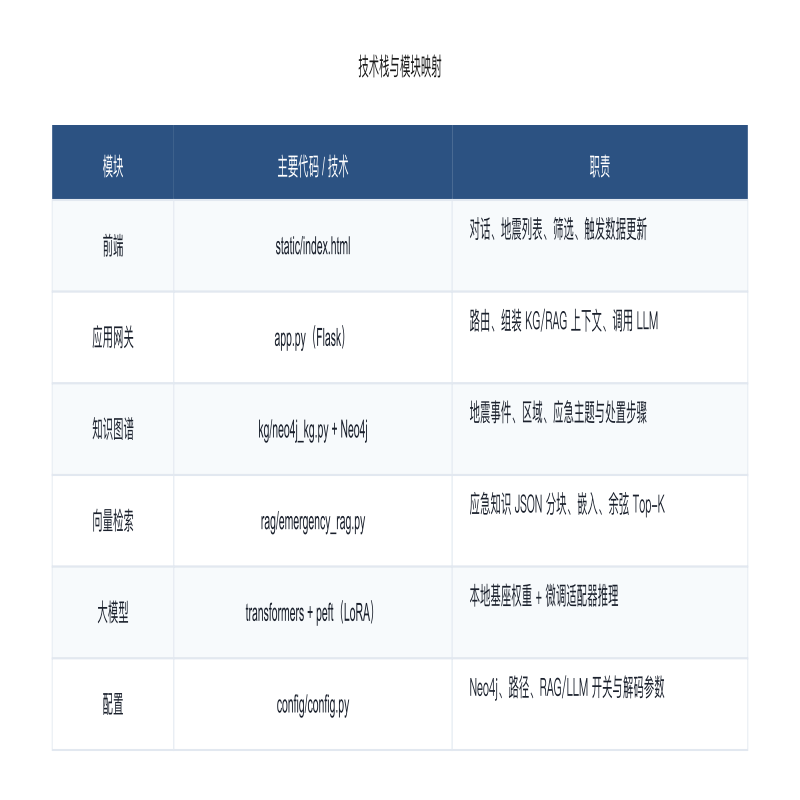 技术栈与模块映射
模块 主要代码 / 技术 职责
前端 static/index.html 对话、地震列表、筛选、触发数据更新
应用网关 app.py（Flask） 路由、组装 KG/RAG 上下文、调用 LLM
知识图谱 kg/neo4j_kg.py + Neo4j 地震事件、区域、应急主题与处置步骤
向量检索 rag/emergency_rag.py 应急知识 JSON 分块、嵌入、余弦 Top-K
大模型 transformers + peft（LoRA） 本地基座权重 + 微调适配器推理
配置 config/config.py Neo4j、路径、RAG/LLM 开关与解码参数